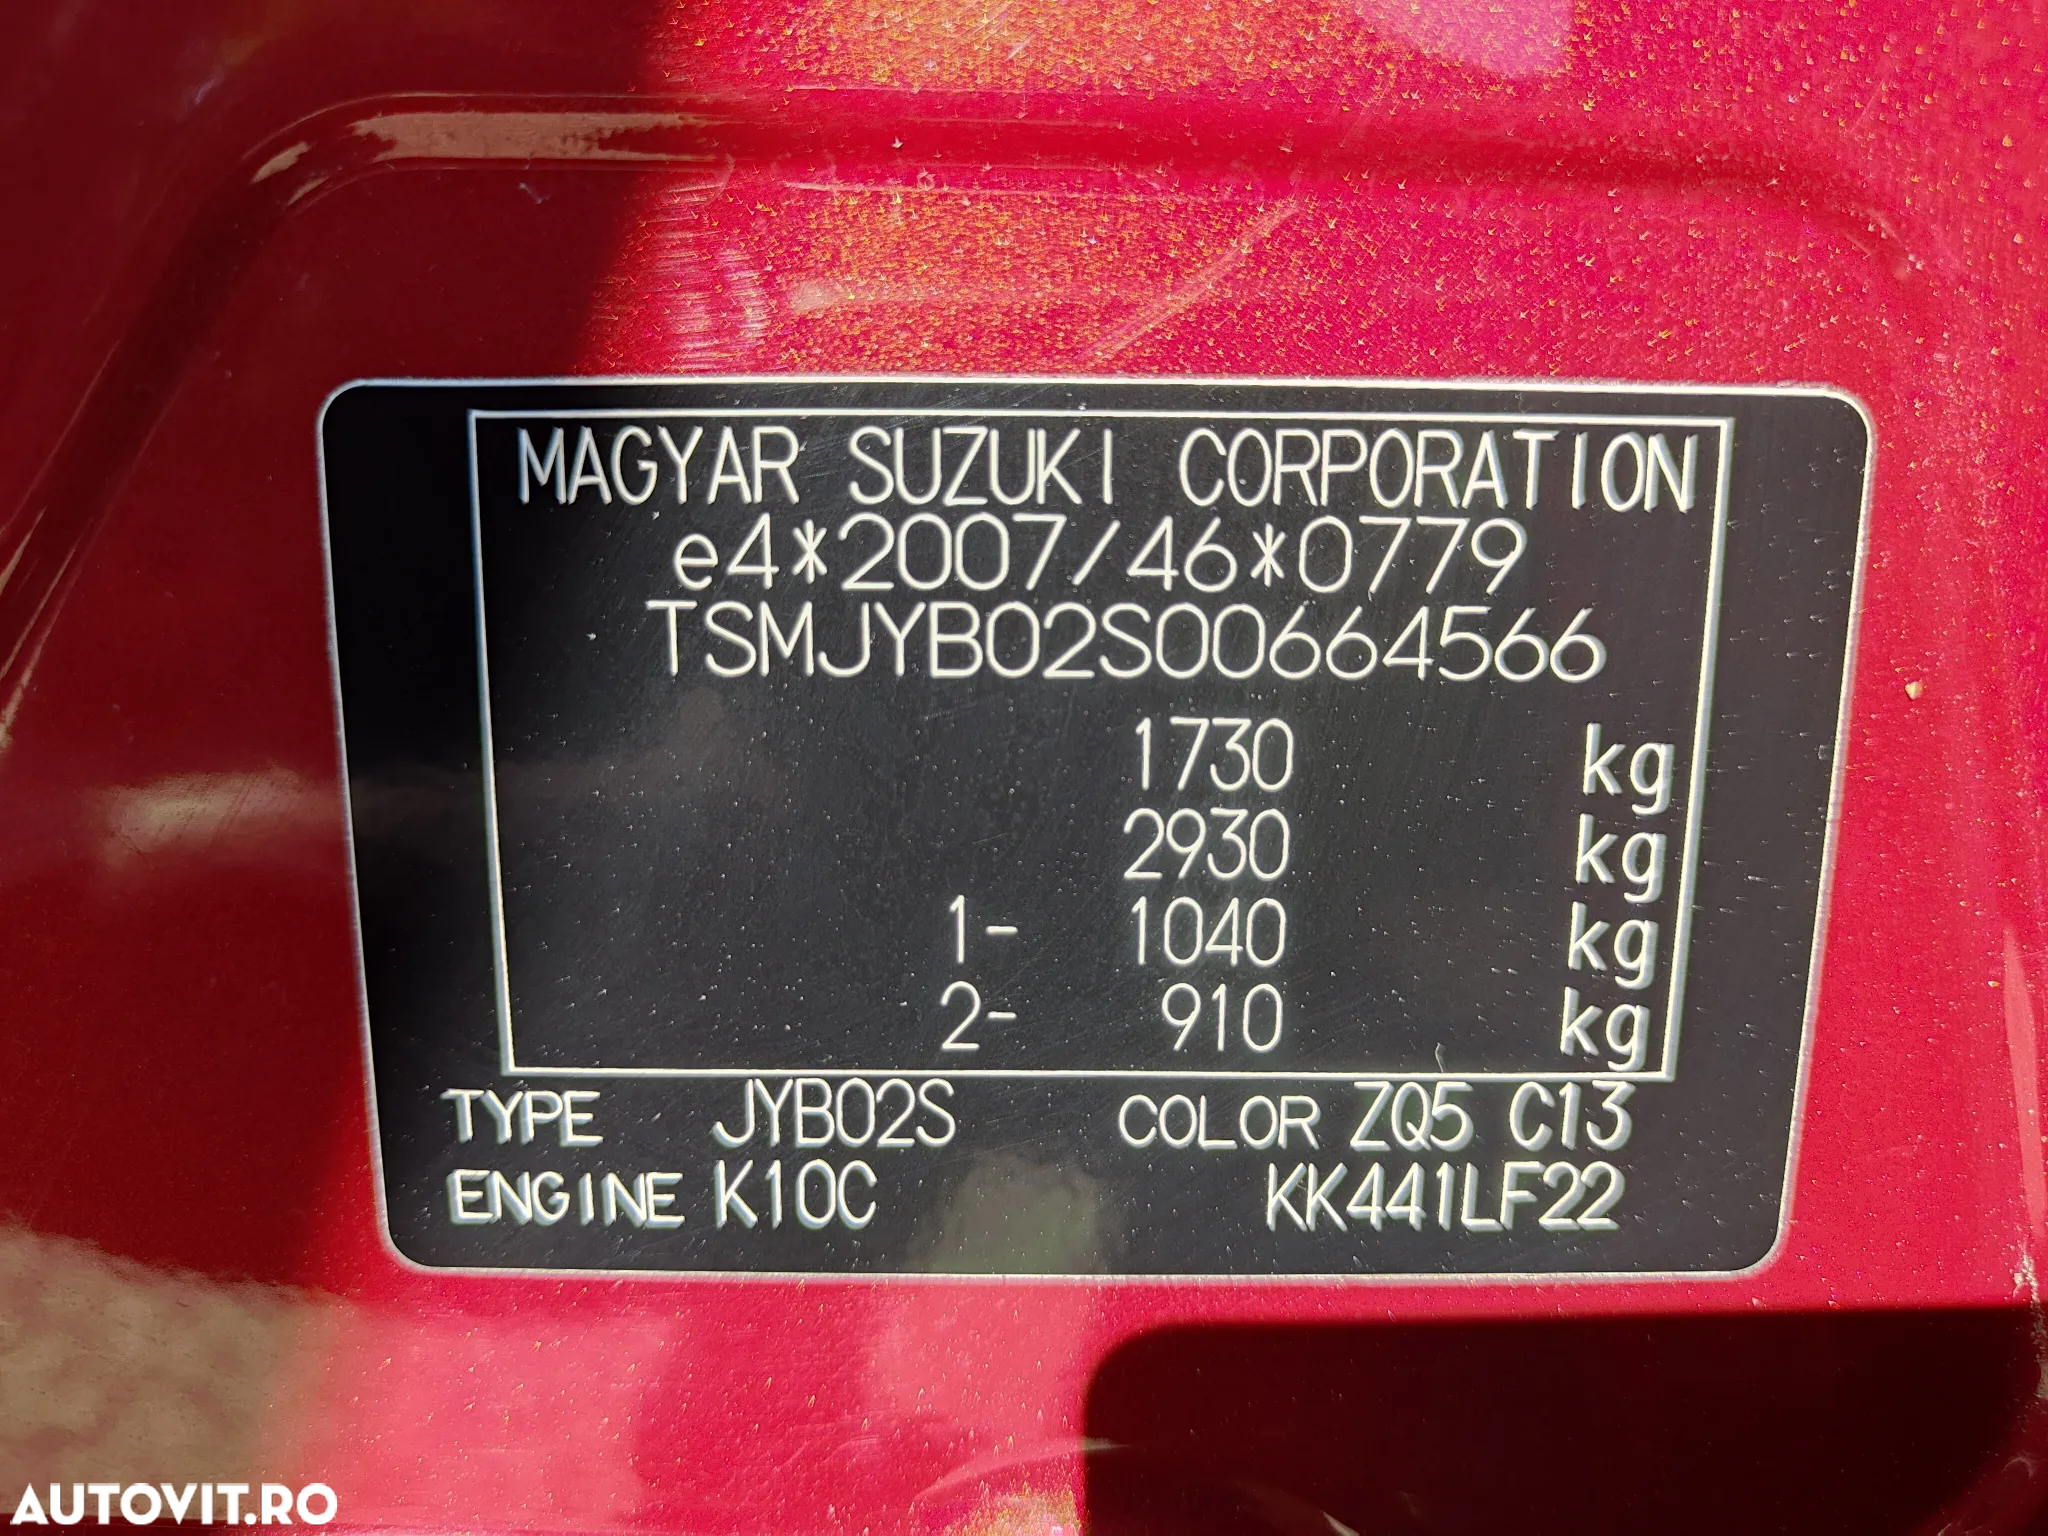 MAGYAR SUZUKI CORPORATION
e4*2007/46*0779
TSMJYB02S00664566
1730 kg
2930 kg
1- 1040 kg
2- 910 kg
TYPE JYB02S COLOR ZQ5 C13
ENGINE K10C KK441LF22
AUTOVIT.RO